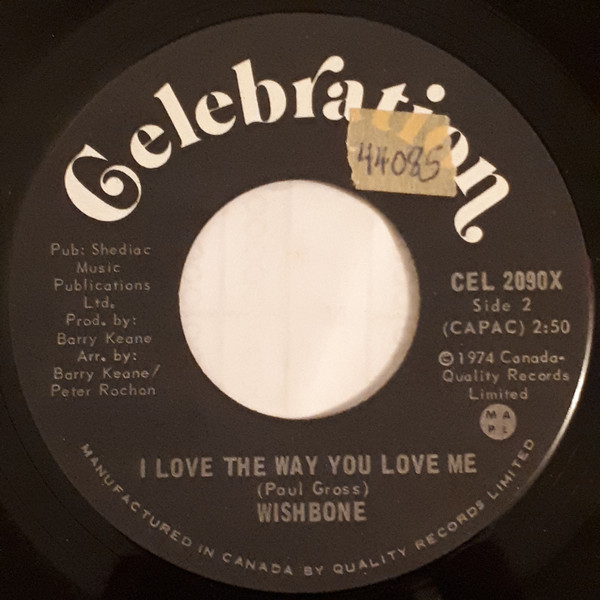 Celebration
44085
Pub: Shediac
Music
Publications
Ltd.
Prod. by:
Barry Keane
Arr. by:
Barry Keane/
Peter Rochon
CEL 2090X
Side 2
(CAPAC) 2:50
© 1974 Canada-
Quality Records
Limited
M A
P L
I LOVE THE WAY YOU LOVE ME
(Paul Gross)
WISHBONE
MANUFACTURED IN CANADA BY QUALITY RECORDS LIMITED